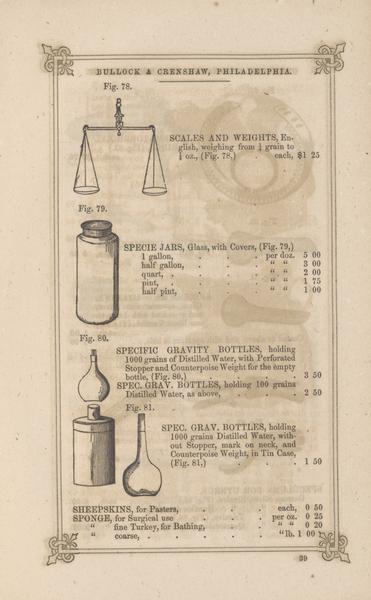 BULLOCK & CRENSHAW, PHILADELPHIA.
Fig. 78.
SCALES AND WEIGHTS, En-
glish, weighing from ½ grain to
½ oz., (Fig. 78,) . each, $1 25
Fig. 79.
SPECIE JARS, Glass, with Covers, (Fig. 79,)
1 gallon, . . . per doz. 5 00
half gallon, . . . " " 3 00
quart, . . . . " " 2 00
pint, . . . . " " 1 75
half pint, . . . " " 1 00
Fig. 80.
SPECIFIC GRAVITY BOTTLES, holding
1000 grains of Distilled Water, with Perforated
Stopper and Counterpoise Weight for the empty
bottle, (Fig. 80,) . . . . 3 50
SPEC. GRAV. BOTTLES, holding 100 grains
Distilled Water, as above, . . . . 2 50
Fig. 81.
SPEC. GRAV. BOTTLES, holding
1000 grains Distilled Water, with-
out Stopper, mark on neck, and
Counterpoise Weight, in Tin Case,
(Fig. 81,) . . . . 1 50
SHEEPSKINS, for Pasters, . . . each, 0 50
SPONGE, for Surgical use . . . per oz. 0 25
" fine Turkey, for Bathing, . . " " 0 20
" coarse, . . . . . " lb. 1 00
39